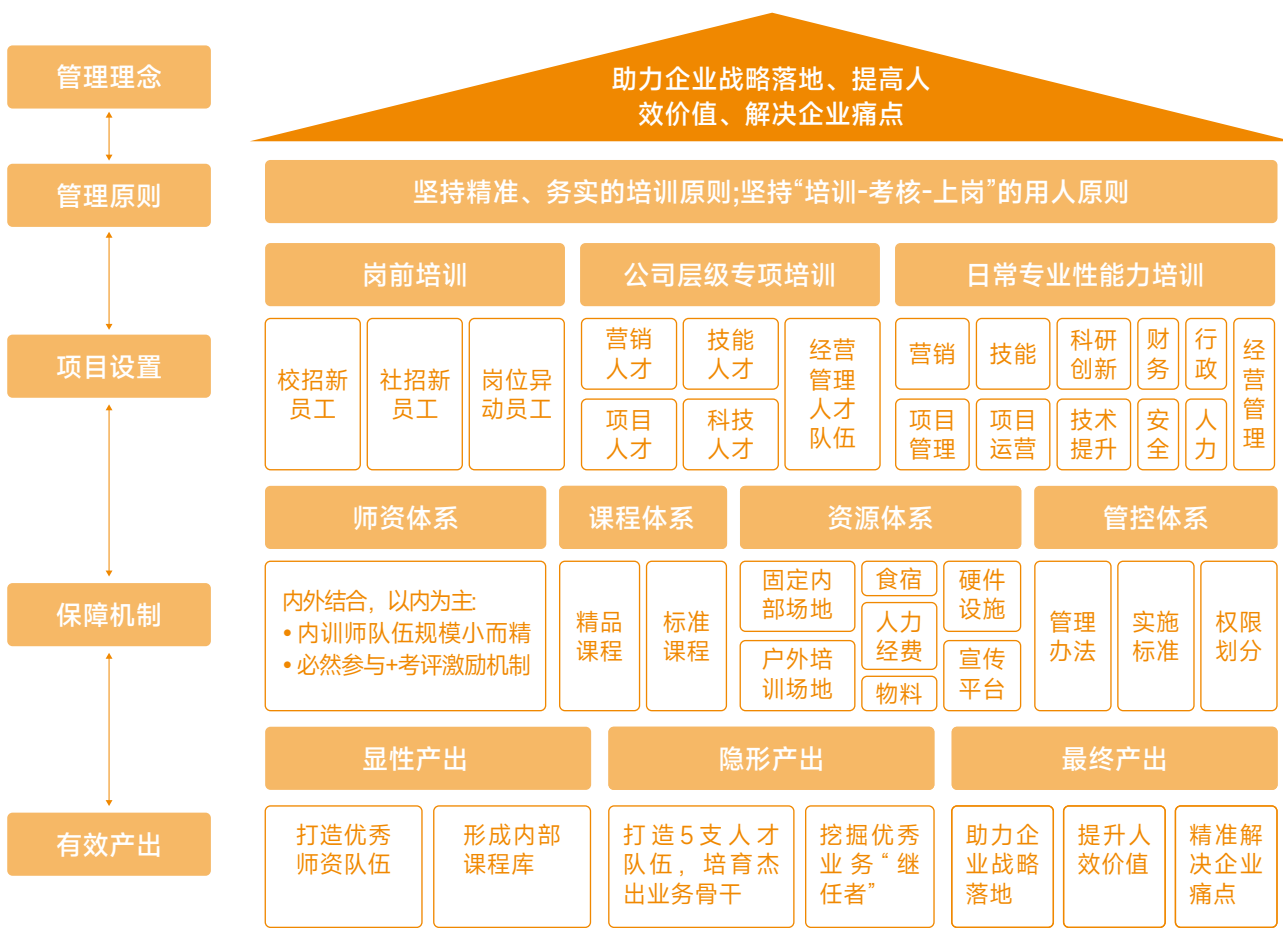 管理理念
助力企业战略落地、提高人
效价值、解决企业痛点
管理原则
坚持精准、务实的培训原则;坚持“培训-考核-上岗”的用人原则
项目设置
岗前培训
校招新
员工
社招新
员工
岗位异
动员工
公司层级专项培训
营销
人才
技能
人才
项目
人才
科技
人才
经营
管理
人才
队伍
日常专业性能力培训
营销
技能
科研
创新
财
务
行
政
项目
管理
项目
运营
技术
提升
安
全
人
力
经
营
管
理
保障机制
师资体系
内外结合，以内为主:
• 内训师队伍规模小而精
• 必然参与+考评激励机制
课程体系
精品
课程
标准
课程
资源体系
固定内
部场地
户外培
训场地
食宿
人力
经费
物料
硬件
设施
宣传
平台
管控体系
管理
办法
实施
标准
权限
划分
有效产出
显性产出
打造优秀
师资队伍
形成内部
课程库
隐形产出
打造5支人才
队伍，培育杰
出业务骨干
挖掘优秀
业务“继
任者”
最终产出
助力企
业战略
落地
提升人
效价值
精准解
决企业
痛点